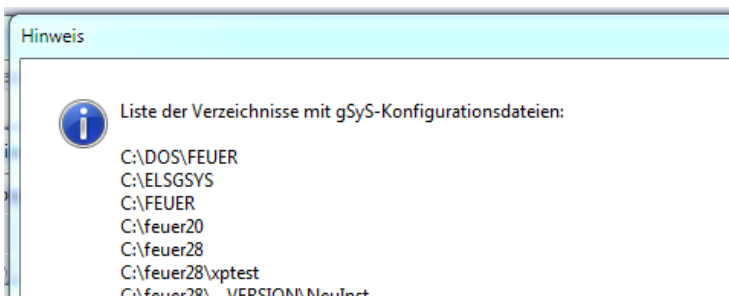 Hinweis
Liste der Verzeichnisse mit gSyS-Konfigurationsdateien:
C:\DOS\FEUER
C:\ELSGSYS
C:\FEUER
C:\feuer20
C:\feuer28
C:\feuer28\xptest